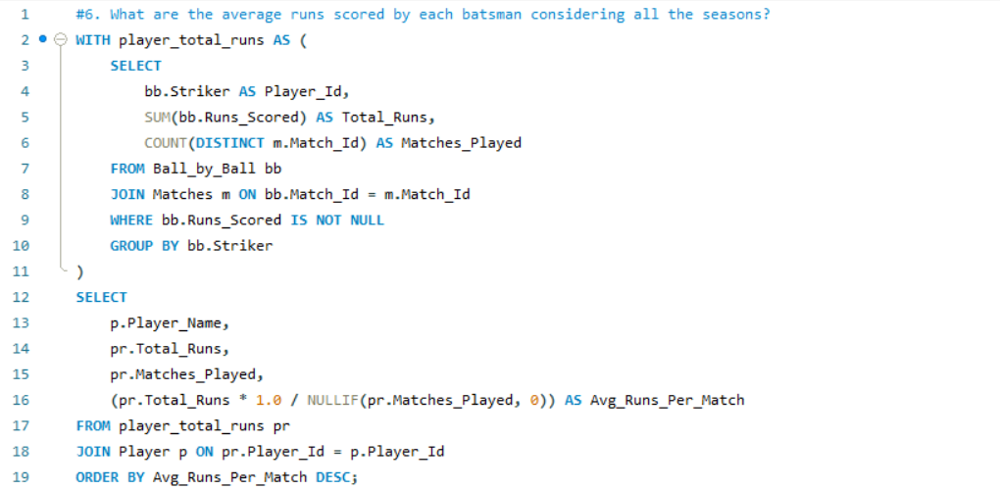 1 #6. What are the average runs scored by each batsman considering all the seasons?
2 WITH player_total_runs AS (
3 SELECT
4 bb.Striker AS Player_Id,
5 SUM(bb.Runs_Scored) AS Total_Runs,
6 COUNT(DISTINCT m.Match_Id) AS Matches_Played
7 FROM Ball_by_Ball bb
8 JOIN Matches m ON bb.Match_Id = m.Match_Id
9 WHERE bb.Runs_Scored IS NOT NULL
10 GROUP BY bb.Striker
11 )
12 SELECT
13 p.Player_Name,
14 pr.Total_Runs,
15 pr.Matches_Played,
16 (pr.Total_Runs * 1.0 / NULLIF(pr.Matches_Played, 0)) AS Avg_Runs_Per_Match
17 FROM player_total_runs pr
18 JOIN Player p ON pr.Player_Id = p.Player_Id
19 ORDER BY Avg_Runs_Per_Match DESC;